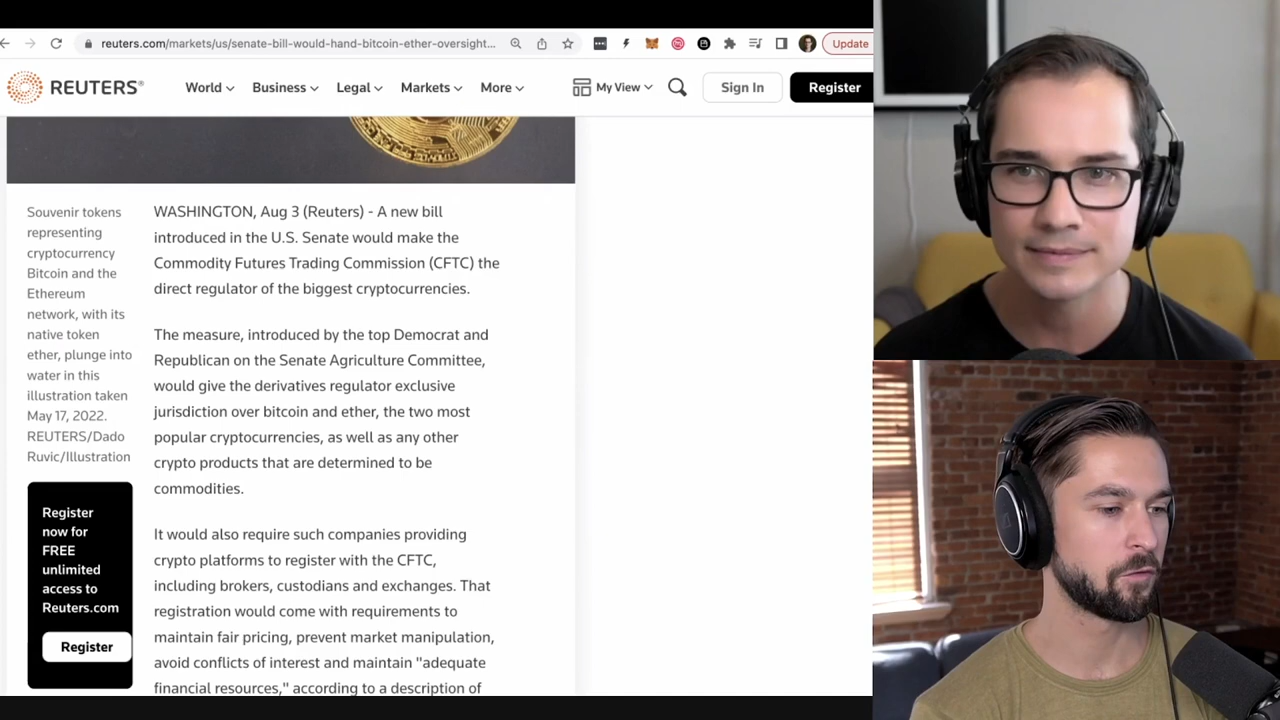 reuters.com/markets/us/senate-bill-would-hand-bitcoin-ether-oversight...
Update
REUTERS®
World
Business
Legal
Markets
More
My View
Sign In
Register
Souvenir tokens
representing
cryptocurrency
Bitcoin and the
Ethereum
network, with its
native token
ether, plunge into
water in this
illustration taken
May 17, 2022.
REUTERS/Dado
Ruvic/Illustration
Register
now for
FREE
unlimited
access to
Reuters.com
Register
WASHINGTON, Aug 3 (Reuters) - A new bill
introduced in the U.S. Senate would make the
Commodity Futures Trading Commission (CFTC) the
direct regulator of the biggest cryptocurrencies.
The measure, introduced by the top Democrat and
Republican on the Senate Agriculture Committee,
would give the derivatives regulator exclusive
jurisdiction over bitcoin and ether, the two most
popular cryptocurrencies, as well as any other
crypto products that are determined to be
commodities.
It would also require such companies providing
crypto platforms to register with the CFTC,
including brokers, custodians and exchanges. That
registration would come with requirements to
maintain fair pricing, prevent market manipulation,
avoid conflicts of interest and maintain "adequate
financial resources," according to a description of